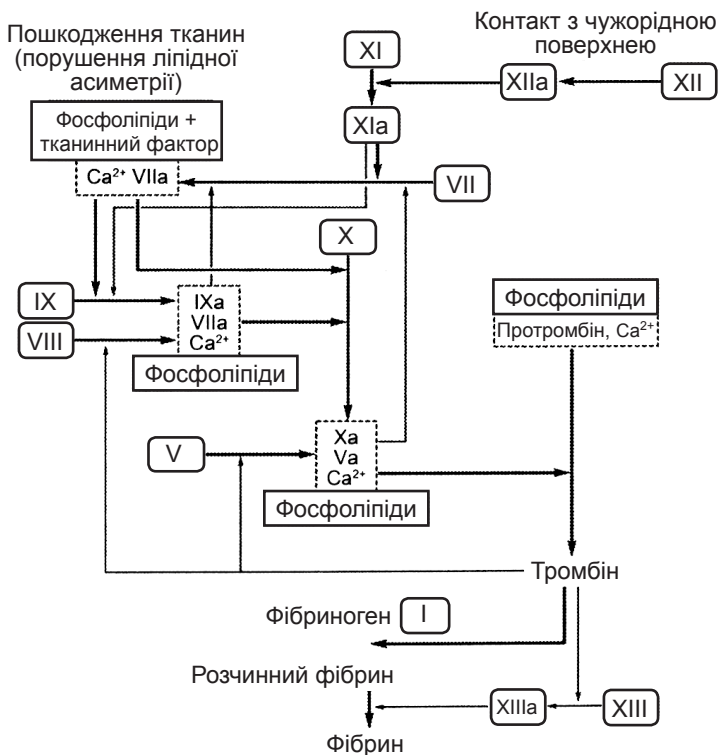 Пошкодження тканин
(порушення ліпідної
асиметрії)
Контакт з чужорідною
поверхнею
XI
XIIa
XII
XIa
Фосфоліпіди +
тканинний фактор
Ca²⁺ VIIa
VII
X
IX
VIII
IXa
VIIa
Ca²⁺
Фосфоліпіди
Фосфоліпіди
Протромбін, Ca²⁺
V
Xa
Va
Ca²⁺
Фосфоліпіди
Тромбін
Фібриноген I
Розчинний фібрин
XIIIa
XIII
Фібрин